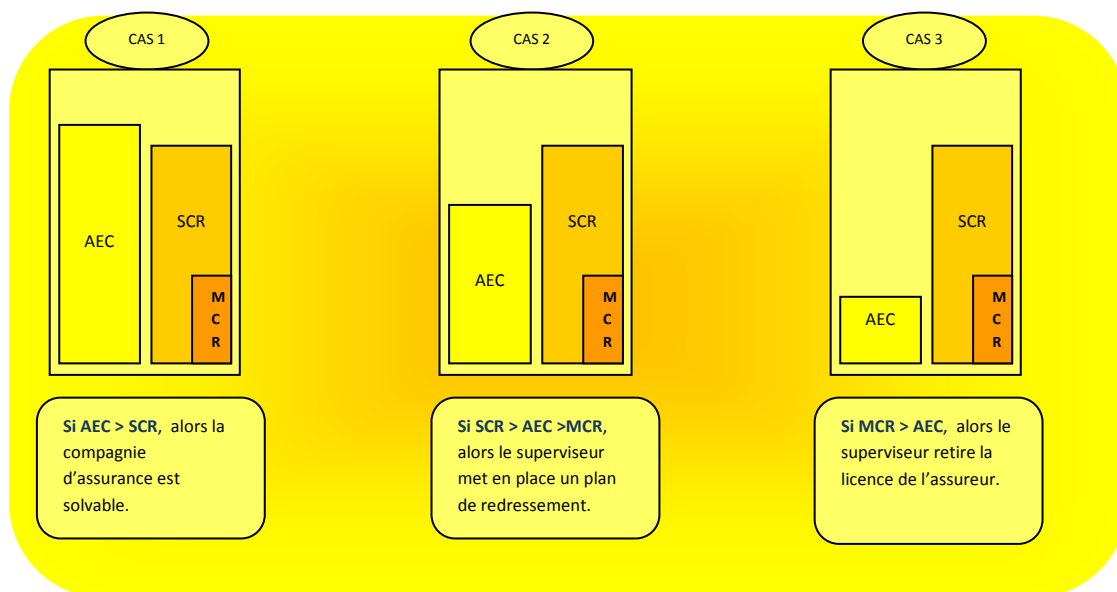 CAS 1
CAS 2
CAS 3
AEC
SCR
M
C
R
AEC
SCR
M
C
R
AEC
SCR
M
C
R
Si AEC > SCR, alors la
compagnie
d’assurance est
solvable.
Si SCR > AEC >MCR,
alors le superviseur
met en place un plan
de redressement.
Si MCR > AEC, alors le
superviseur retire la
licence de l’assureur.